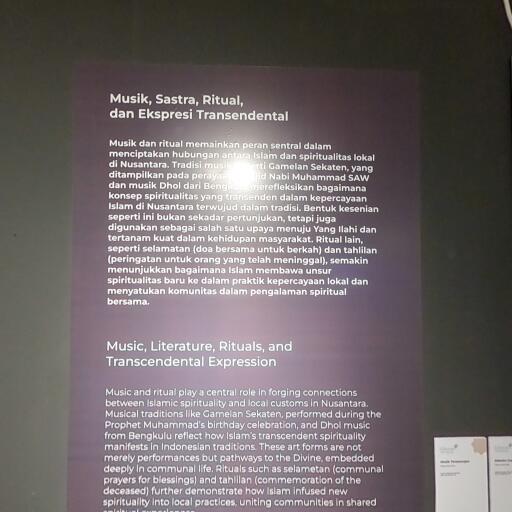 Musik, Sastra, Ritual,
dan Ekspresi Transendental
Musik dan ritual memainkan peran sentral dalam
menciptakan hubungan antara Islam dan spiritualitas lokal
di Nusantara. Tradisi musik seperti Gamelan Sekaten, yang
ditampilkan pada perayaan Nabi Muhammad SAW
dan musik Dhol dari Bengkulu merefleksikan bagaimana
konsep spiritualitas yang transenden dalam kepercayaan
Islam di Nusantara terwujud dalam tradisi. Bentuk kesenian
seperti ini bukan sekadar pertunjukan, tetapi juga
digunakan sebagai salah satu upaya menuju Yang Ilahi dan
tertanam kuat dalam kehidupan masyarakat. Ritual lain,
seperti selamatan (doa bersama untuk berkah) dan tahlilan
(peringatan untuk orang yang telah meninggal), semakin
menunjukkan bagaimana Islam membawa unsur
spiritualitas baru ke dalam praktik kepercayaan lokal dan
menyatukan komunitas dalam pengalaman spiritual
bersama.
Music, Literature, Rituals, and
Transcendental Expression
Music and ritual play a central role in forging connections
between Islamic spirituality and local customs in Nusantara.
Musical traditions like Gamelan Sekaten, performed during the
Prophet Muhammad's birthday celebration, and Dhol music
from Bengkulu reflect how Islam's transcendent spirituality
manifests in Indonesian traditions. These art forms are not
merely performances but pathways to the Divine, embedded
deeply in communal life. Rituals such as selametan (communal
prayers for blessings) and tahlilan (commemoration of the
deceased) further demonstrate how Islam infused new
spirituality into local practices, uniting communities in shared
spiritual experiences.